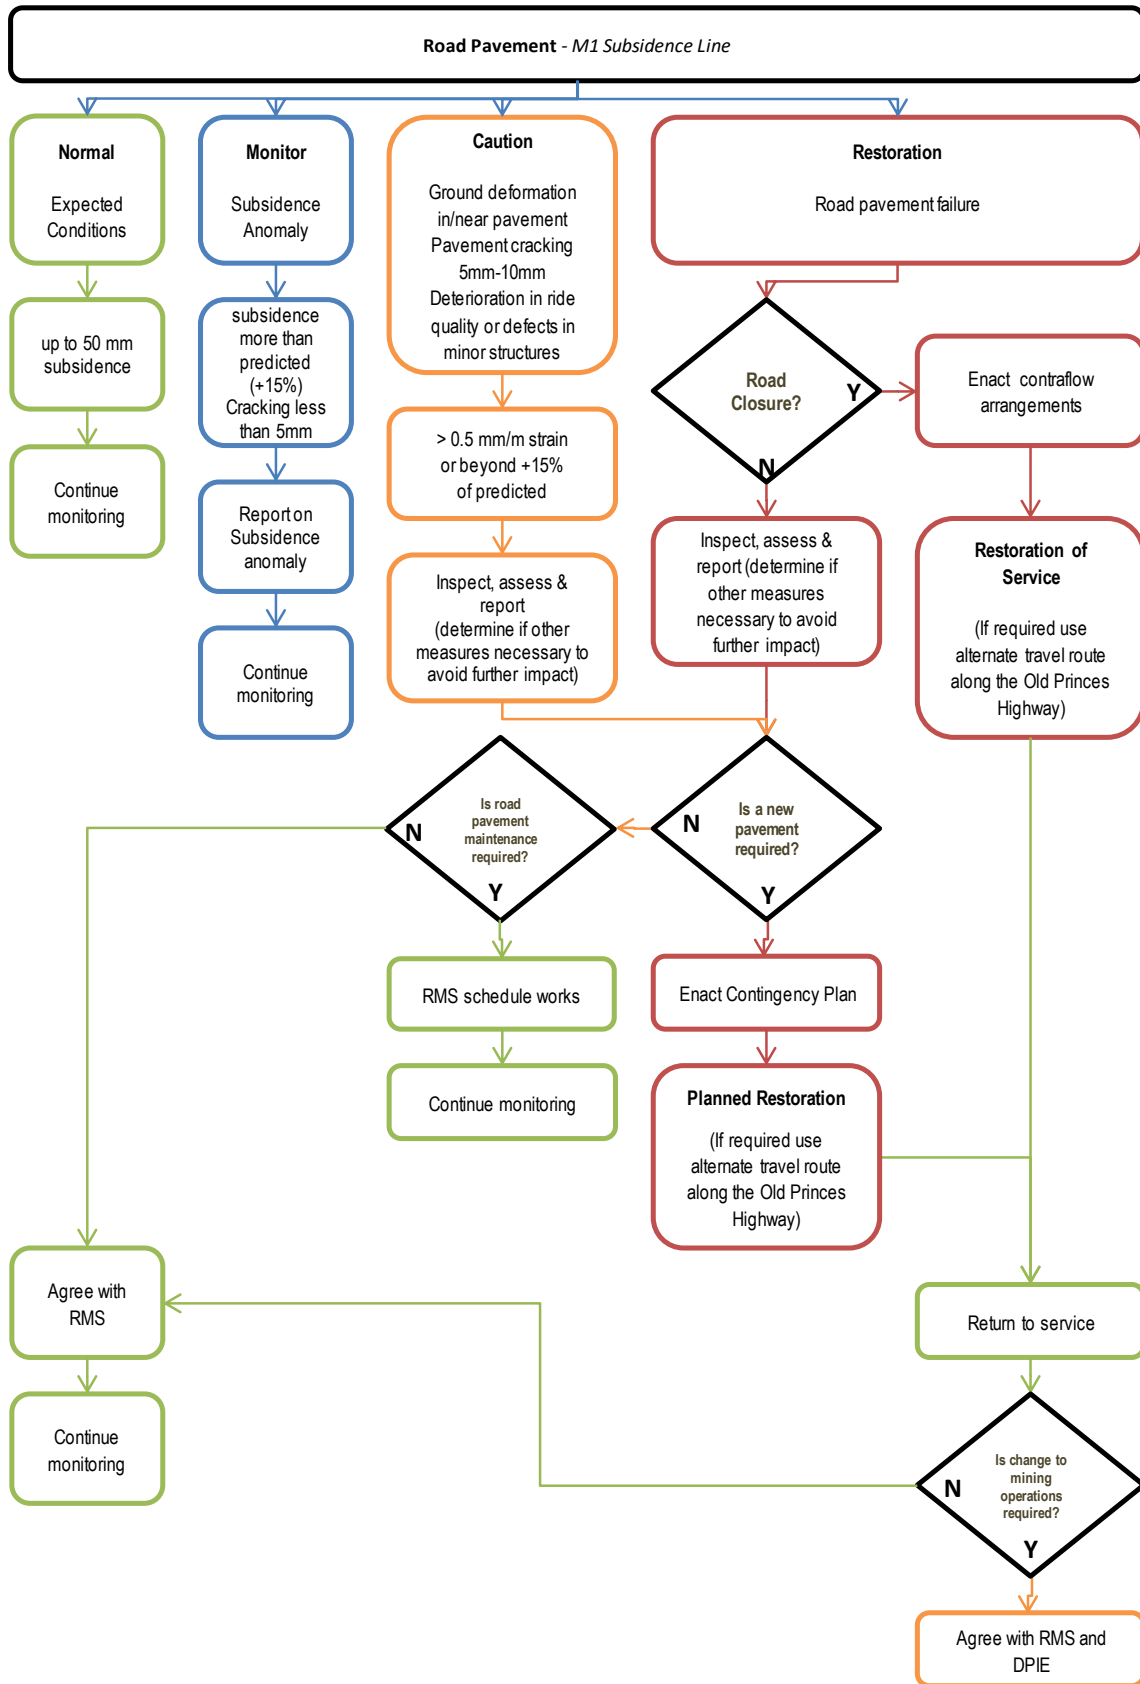 Road Pavement - M1 Subsidence Line
Normal
Expected
Conditions
up to 50 mm
subsidence
Continue
monitoring
Monitor
Subsidence
Anomaly
subsidence
more than
predicted
(+15%)
Cracking less
than 5mm
Report on
Subsidence
anomaly
Continue
monitoring
Caution
Ground deformation
in/near pavement
Pavement cracking
5mm-10mm
Deterioration in ride
quality or defects in
minor structures
> 0.5 mm/m strain
or beyond +15%
of predicted
Inspect, assess &
report
(determine if other
measures necessary to
avoid further impact)
Restoration
Road pavement failure
Road
Closure?
Y
N
Enact contraflow
arrangements
Inspect, assess &
report (determine if
other measures
necessary to avoid
further impact)
Restoration of
Service
(If required use
alternate travel route
along the Old Princes
Highway)
Is road
pavement
maintenance
required?
N
Y
Is a new
pavement
required?
N
Y
RMS schedule works
Continue monitoring
Enact Contingency Plan
Planned Restoration
(If required use
alternate travel route
along the Old Princes
Highway)
Agree with
RMS
Continue
monitoring
Return to service
Is change to
mining
operations
required?
N
Y
Agree with RMS and
DPIE